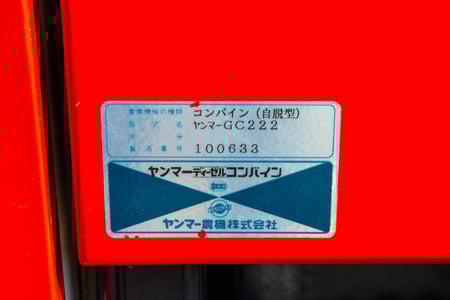 農業機械の種類 コンバイン (自脱型)
型式名 ヤンマーGC222
区分
製造番号 100633
ヤンマーディーゼルコンバイン
ヤンマー農機株式会社